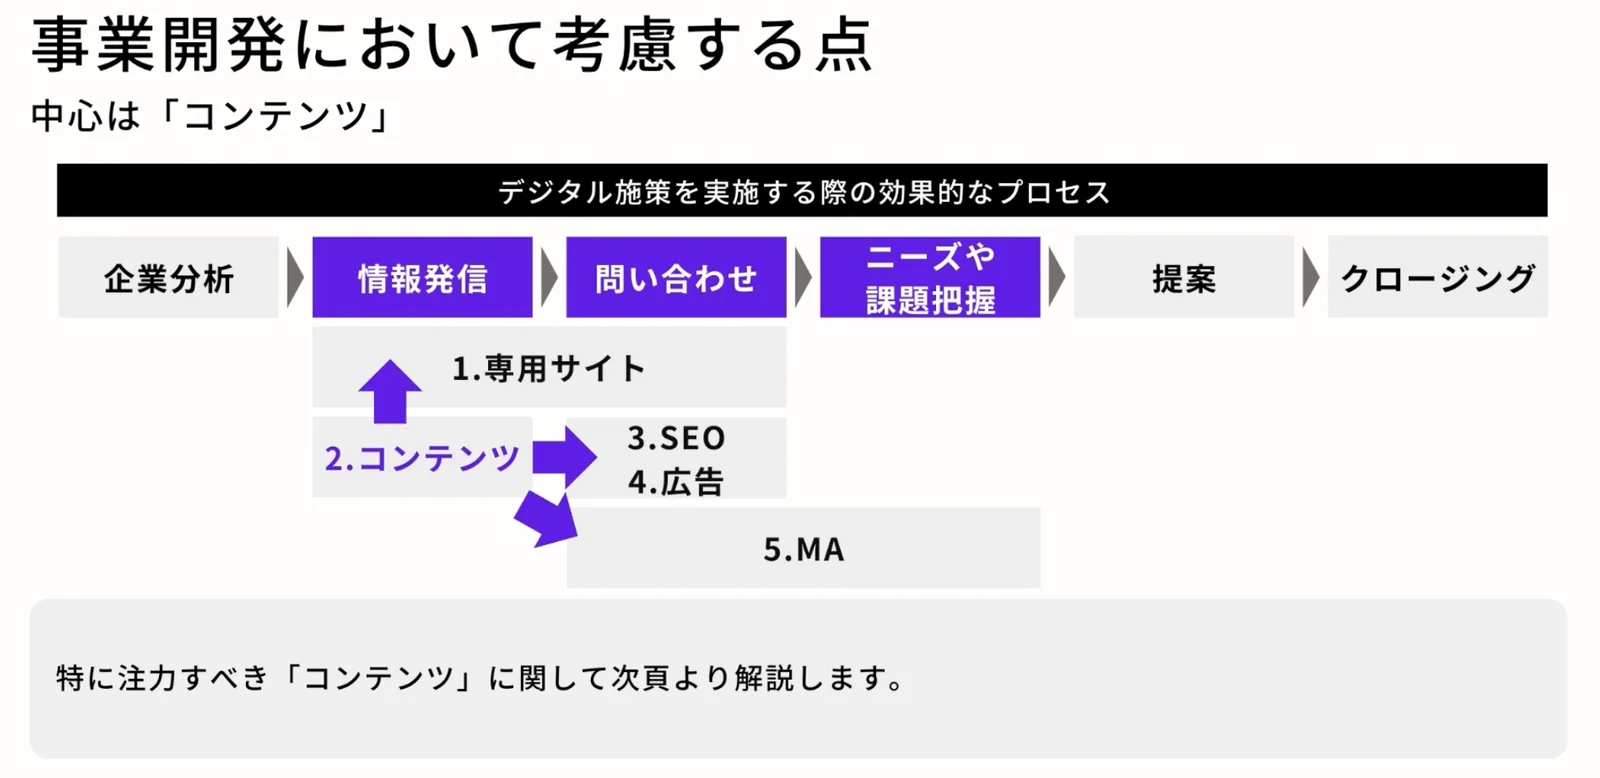 事業開発において考慮する点
中心は「コンテンツ」
デジタル施策を実施する際の効果的なプロセス
企業分析
情報発信
問い合わせ
ニーズや
課題把握
提案
クロージング
1.専用サイト
2.コンテンツ
3.SEO
4.広告
5.MA
特に注力すべき「コンテンツ」に関して次頁より解説します。